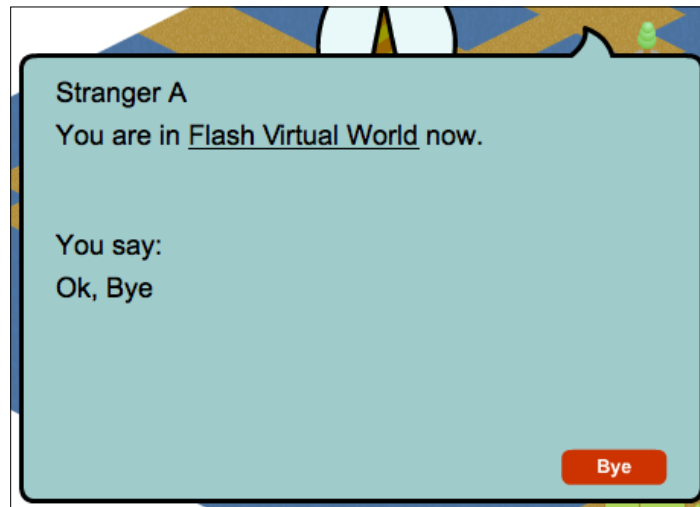 Stranger A
You are in Flash Virtual World now.
You say:
Ok, Bye
Bye